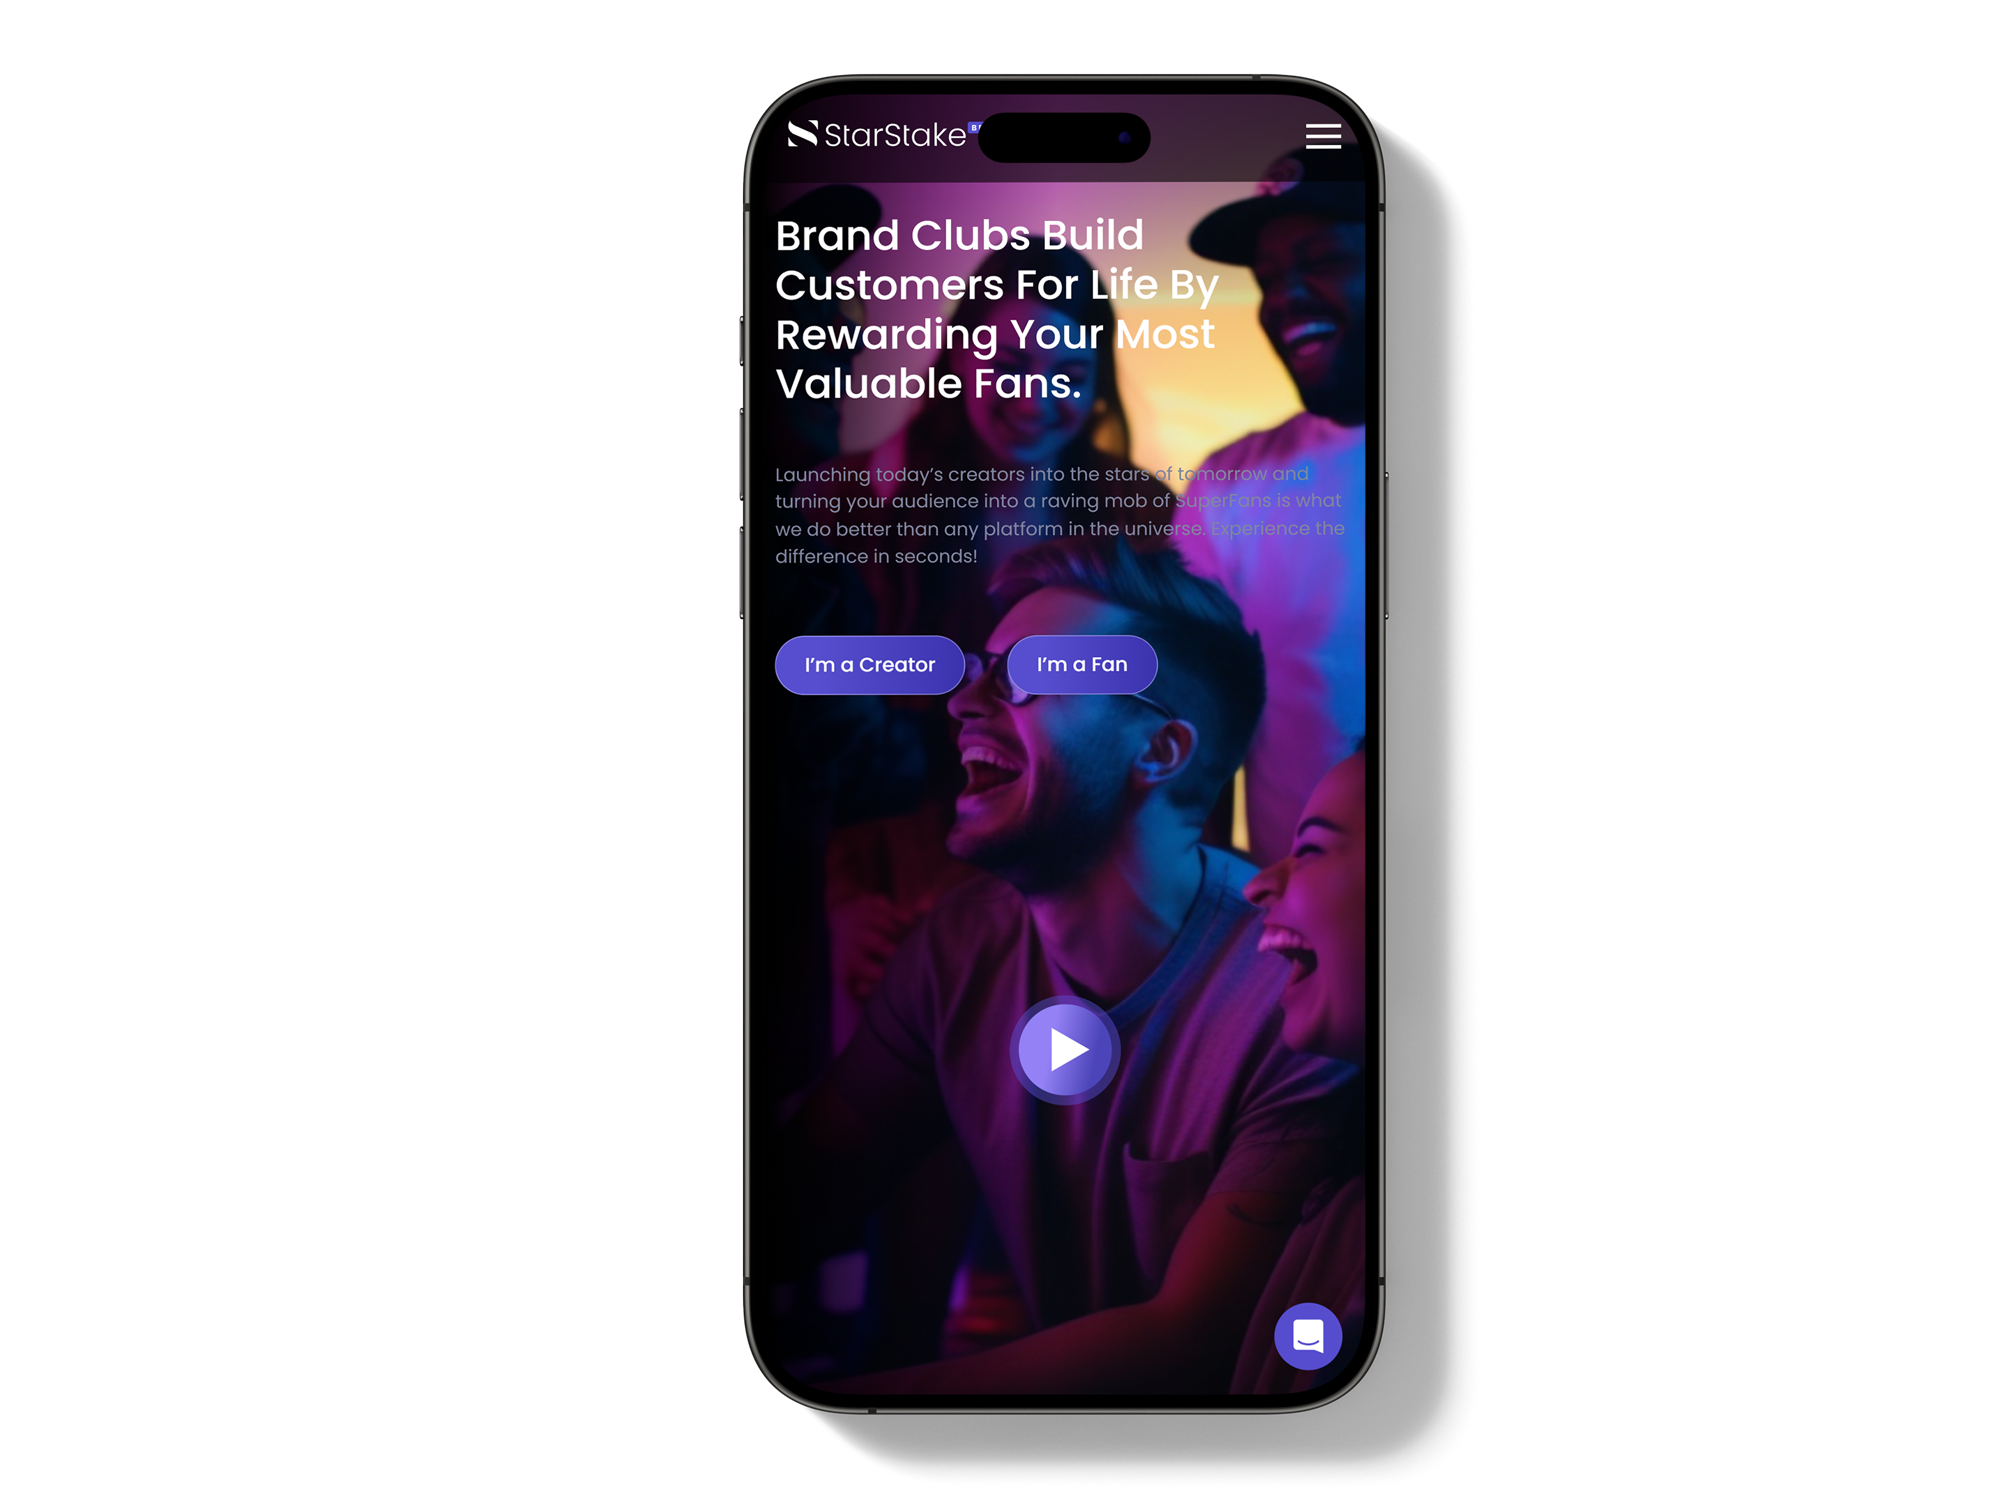 StarStake
Brand Clubs Build
Customers For Life By
Rewarding Your Most
Valuable Fans.
Launching today’s creators into the stars of tomorrow and
turning your audience into a raving mob of SuperFans is what
we do better than any platform in the universe. Experience the
difference in seconds!
I’m a Creator
I’m a Fan